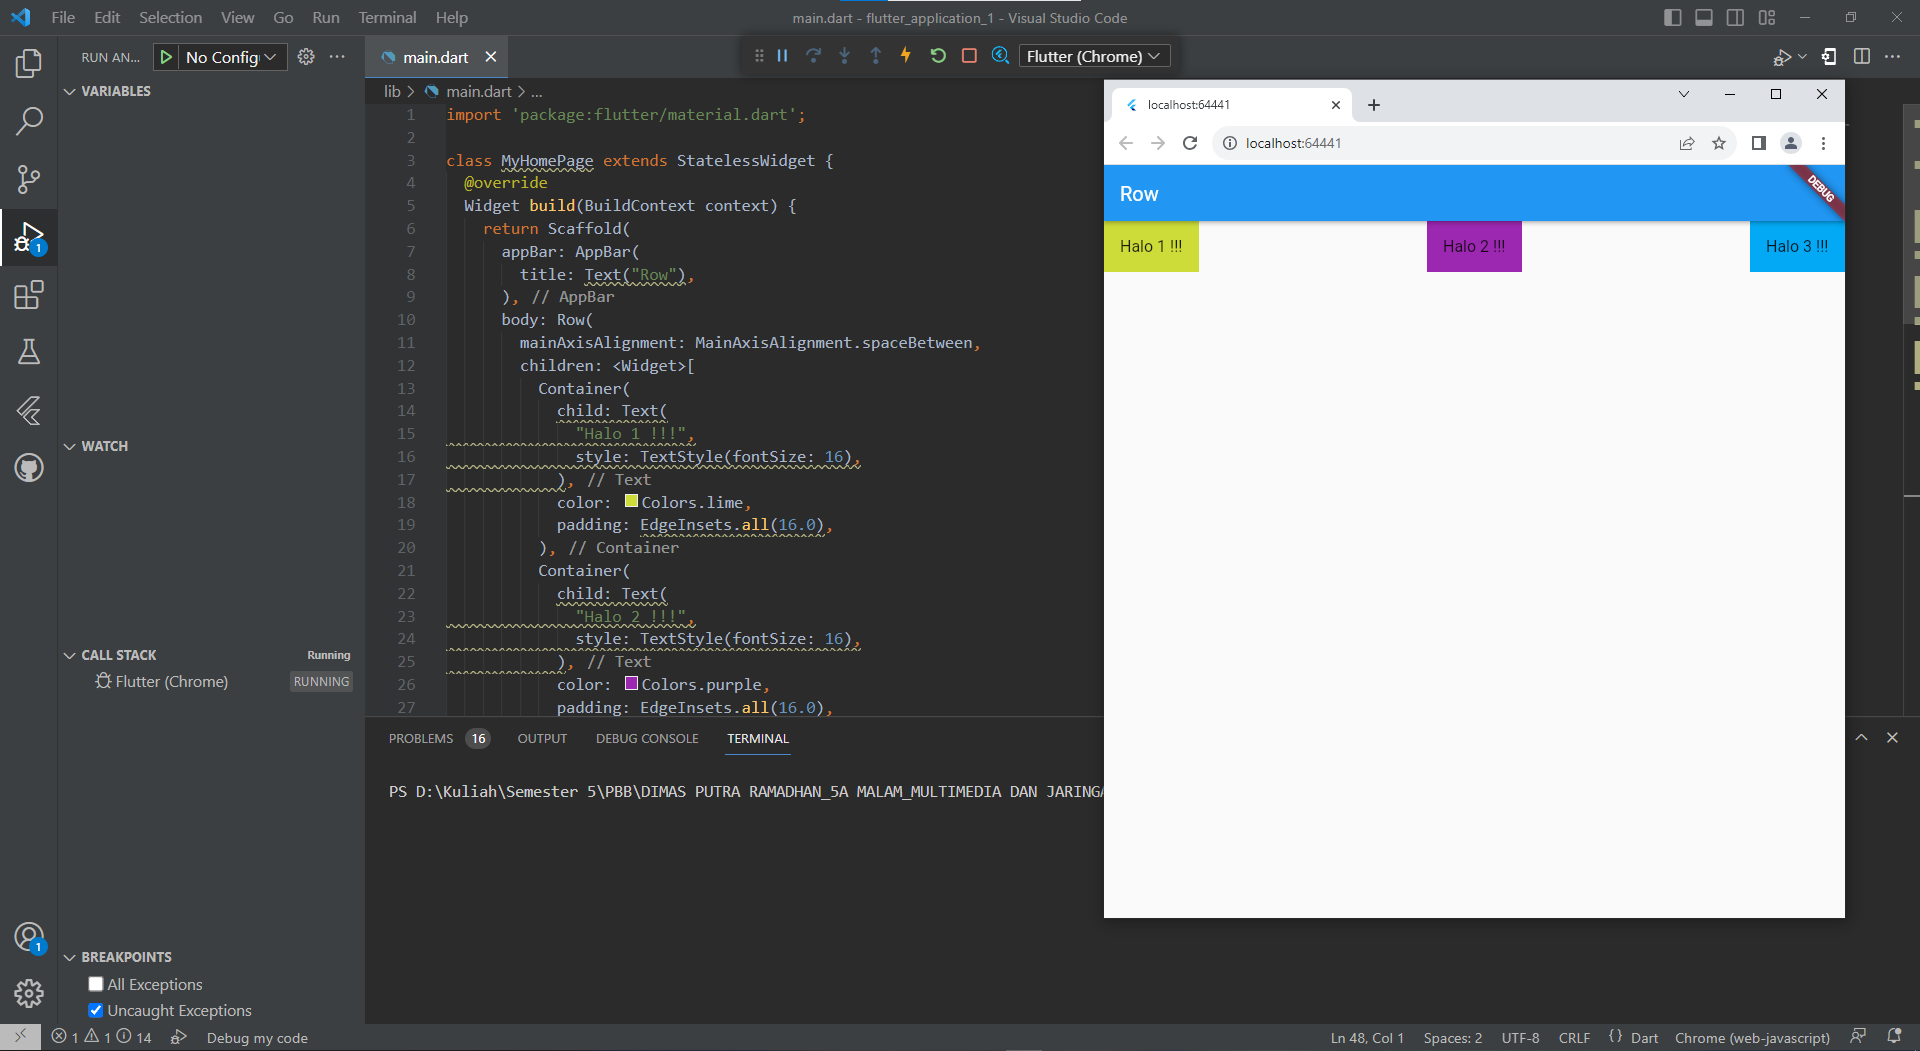 File Edit Selection View Go Run Terminal Help
main.dart - flutter_application_1 - Visual Studio Code
RUN AN... No Config
main.dart
Flutter (Chrome)
VARIABLES
WATCH
CALL STACK Running
Flutter (Chrome) RUNNING
BREAKPOINTS
All Exceptions
Uncaught Exceptions
lib > main.dart > ...
1 import 'package:flutter/material.dart';
2
3 class MyHomePage extends StatelessWidget {
4 @override
5 Widget build(BuildContext context) {
6 return Scaffold(
7 appBar: AppBar(
8 title: Text("Row"),
9 ), // AppBar
10 body: Row(
11 mainAxisAlignment: MainAxisAlignment.spaceBetween,
12 children: <Widget>[
13 Container(
14 child: Text(
15 "Halo 1 !!!",
16 style: TextStyle(fontSize: 16),
17 ), // Text
18 color: Colors.lime,
19 padding: EdgeInsets.all(16.0),
20 ), // Container
21 Container(
22 child: Text(
23 "Halo 2 !!!",
24 style: TextStyle(fontSize: 16),
25 ), // Text
26 color: Colors.purple,
27 padding: EdgeInsets.all(16.0),
PROBLEMS 16 OUTPUT DEBUG CONSOLE TERMINAL
PS D:\Kuliah\Semester 5\PBB\DIMAS PUTRA RAMADHAN_5A MALAM_MULTIMEDIA DAN JARINGA
localhost:64441
localhost:64441
Row
DEBUG
Halo 1 !!! Halo 2 !!! Halo 3 !!!
1
1
1 1 14 Debug my code
Ln 48, Col 1 Spaces: 2 UTF-8 CRLF {} Dart Chrome (web-javascript)